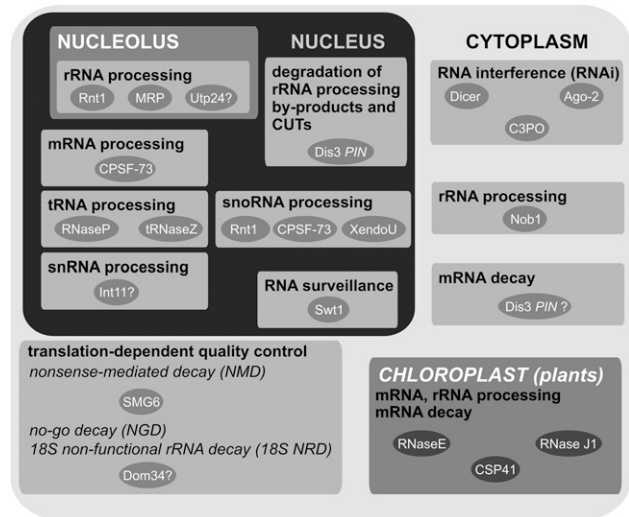 NUCLEOLUS
rRNA processing
Rnt1 MRP Utp24?
NUCLEUS
degradation of
rRNA processing
by-products and
CUTs
Dis3 PIN
mRNA processing
CPSF-73
tRNA processing
RNaseP tRNaseZ
snoRNA processing
Rnt1 CPSF-73 XendoU
snRNA processing
Int11?
RNA surveillance
Swt1
CYTOPLASM
RNA interference (RNAi)
Dicer Ago-2
C3PO
rRNA processing
Nob1
mRNA decay
Dis3 PIN ?
translation-dependent quality control
nonsense-mediated decay (NMD)
SMG6
no-go decay (NGD)
18S non-functional rRNA decay (18S NRD)
Dom34?
CHLOROPLAST (plants)
mRNA, rRNA processing
mRNA decay
RNaseE RNase J1
CSP41